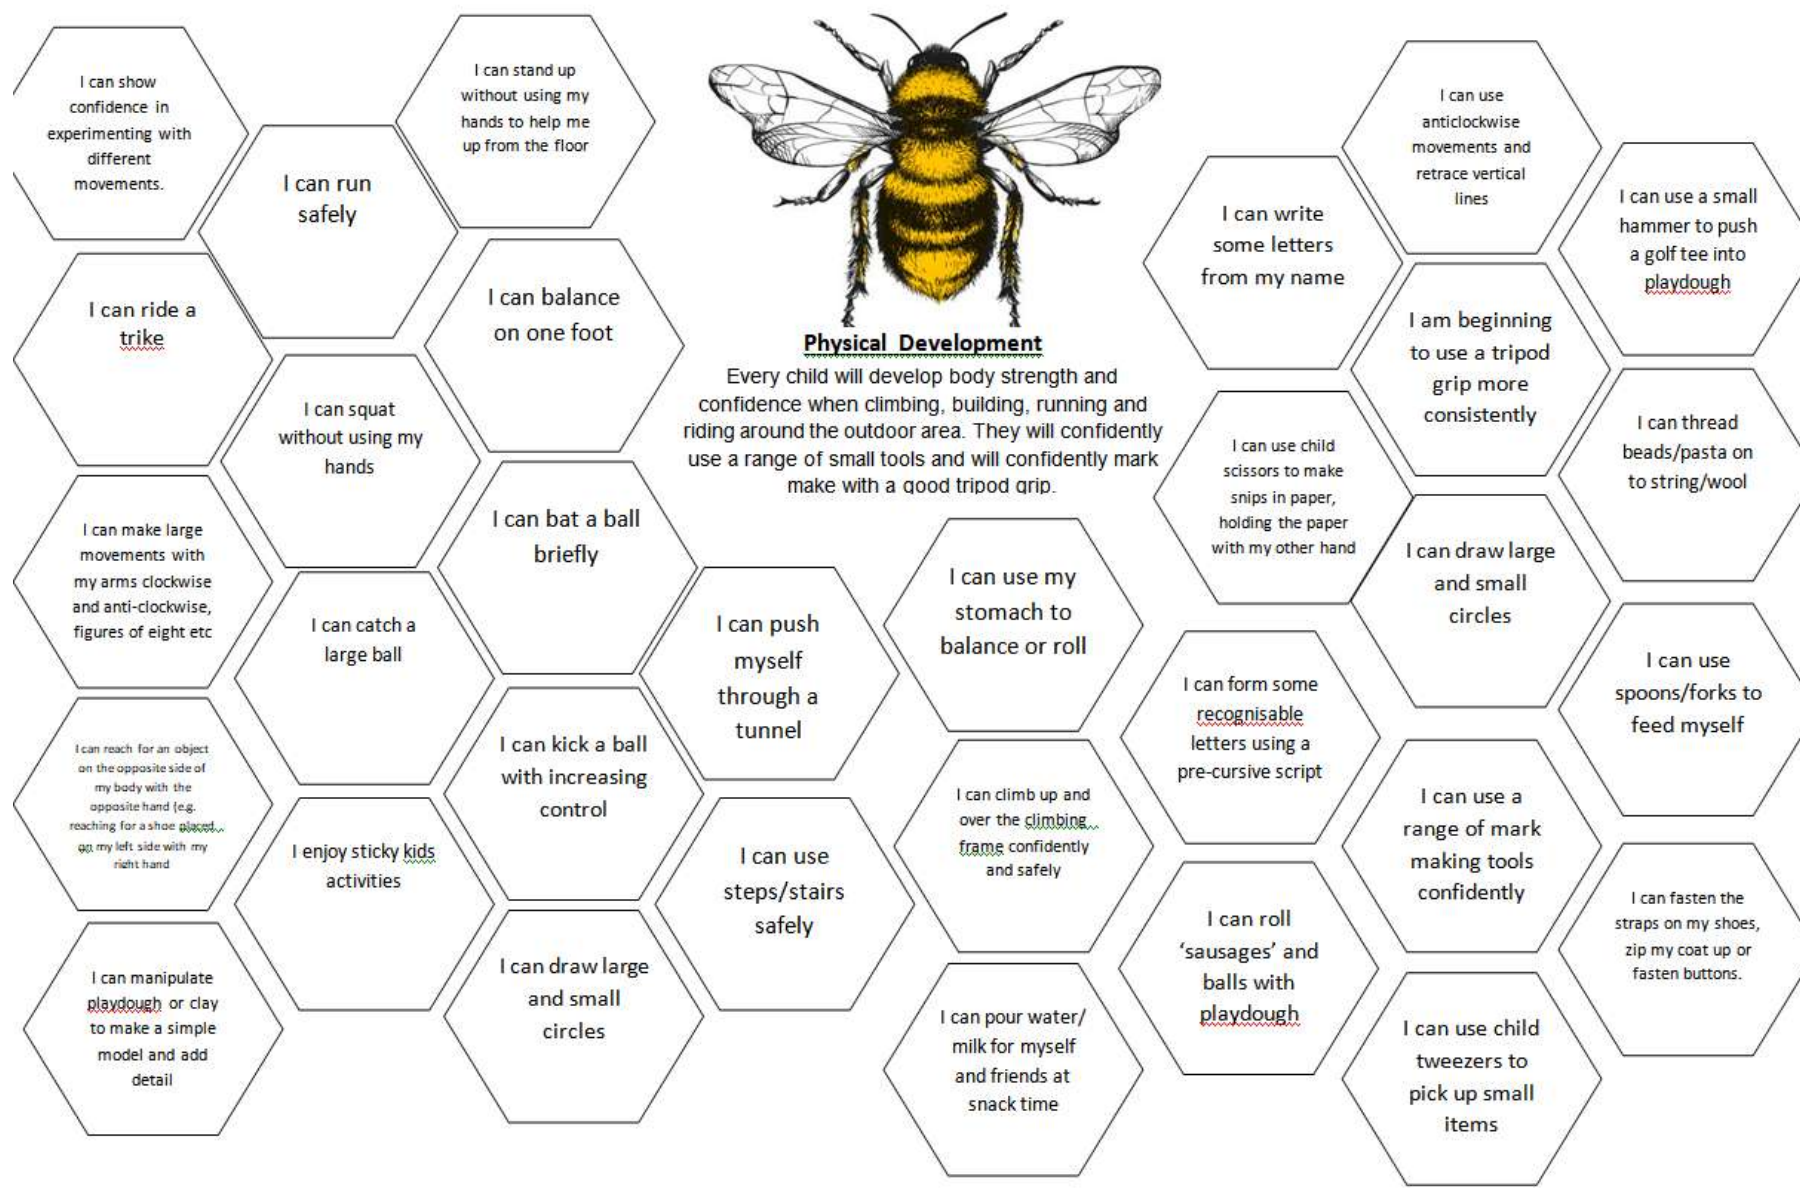 I can show
confidence in
experimenting with
different
movements.
I can run
safely
I can stand up
without using my
hands to help me
up from the floor
I can ride a
trike
I can balance
on one foot
I can squat
without using my
hands
I can make large
movements with
my arms clockwise
and anti-clockwise,
figures of eight etc
I can bat a ball
briefly
I can catch a
large ball
I can reach for an object
on the opposite side of
my body with the
opposite hand (e.g.
reaching for a shoe placed
on my left side with my
right hand
I can kick a ball
with increasing
control
I enjoy sticky kids
activities
I can manipulate
playdough or clay
to make a simple
model and add
detail
I can draw large
and small
circles
I can push
myself
through a
tunnel
I can use
steps/stairs
safely
Physical Development
Every child will develop body strength and
confidence when climbing, building, running and
riding around the outdoor area. They will confidently
use a range of small tools and will confidently mark
make with a good tripod grip.
I can use my
stomach to
balance or roll
I can climb up and
over the climbing
frame confidently
and safely
I can pour water/
milk for myself
and friends at
snack time
I can use
anticlockwise
movements and
retrace vertical
lines
I can write
some letters
from my name
I can use a small
hammer to push
a golf tee into
playdough
I am beginning
to use a tripod
grip more
consistently
I can use child
scissors to make
snips in paper,
holding the paper
with my other hand
I can thread
beads/pasta on
to string/wool
I can draw large
and small
circles
I can form some
recognisable
letters using a
pre-cursive script
I can use
spoons/forks to
feed myself
I can use a
range of mark
making tools
confidently
I can roll
‘sausages’ and
balls with
playdough
I can fasten the
straps on my shoes,
zip my coat up or
fasten buttons.
I can use child
tweezers to
pick up small
items